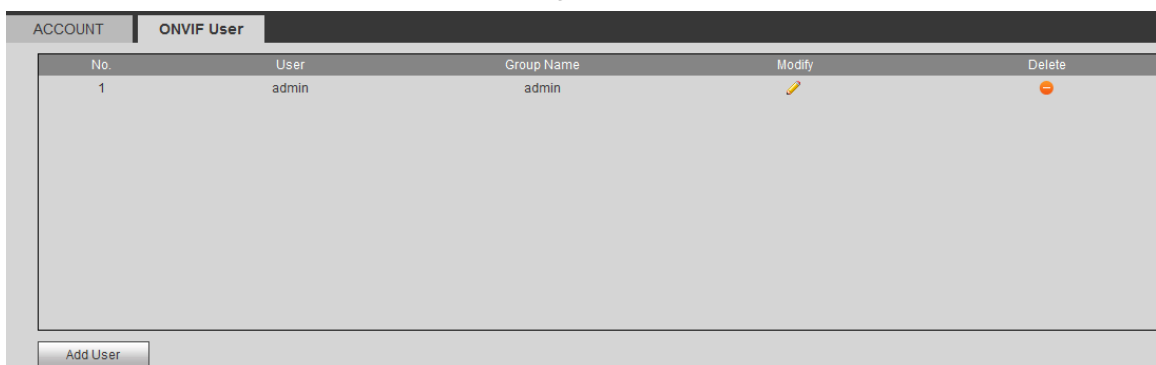 ACCOUNT ONVIF User
No. User Group Name Modify Delete
1 admin admin
Add User